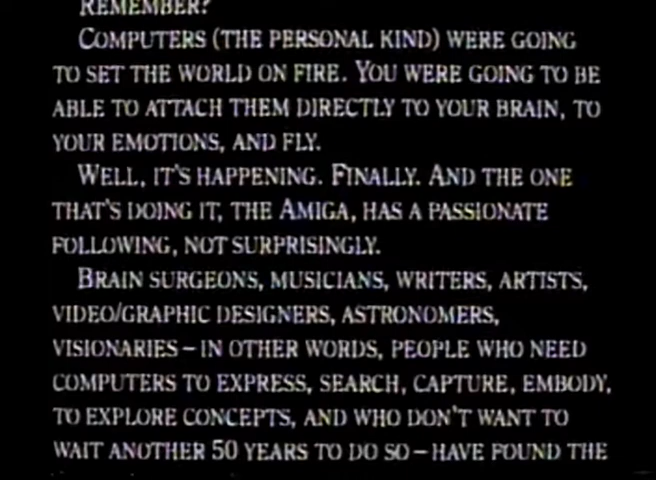 REMEMBER?
COMPUTERS (THE PERSONAL KIND) WERE GOING
TO SET THE WORLD ON FIRE. YOU WERE GOING TO BE
ABLE TO ATTACH THEM DIRECTLY TO YOUR BRAIN, TO
YOUR EMOTIONS, AND FLY.
WELL, IT'S HAPPENING. FINALLY. AND THE ONE
THAT'S DOING IT, THE AMIGA, HAS A PASSIONATE
FOLLOWING, NOT SURPRISINGLY.
BRAIN SURGEONS, MUSICIANS, WRITERS, ARTISTS,
VIDEO/GRAPHIC DESIGNERS, ASTRONOMERS,
VISIONARIES – IN OTHER WORDS, PEOPLE WHO NEED
COMPUTERS TO EXPRESS, SEARCH, CAPTURE, EMBODY,
TO EXPLORE CONCEPTS, AND WHO DON'T WANT TO
WAIT ANOTHER 50 YEARS TO DO SO – HAVE FOUND THE